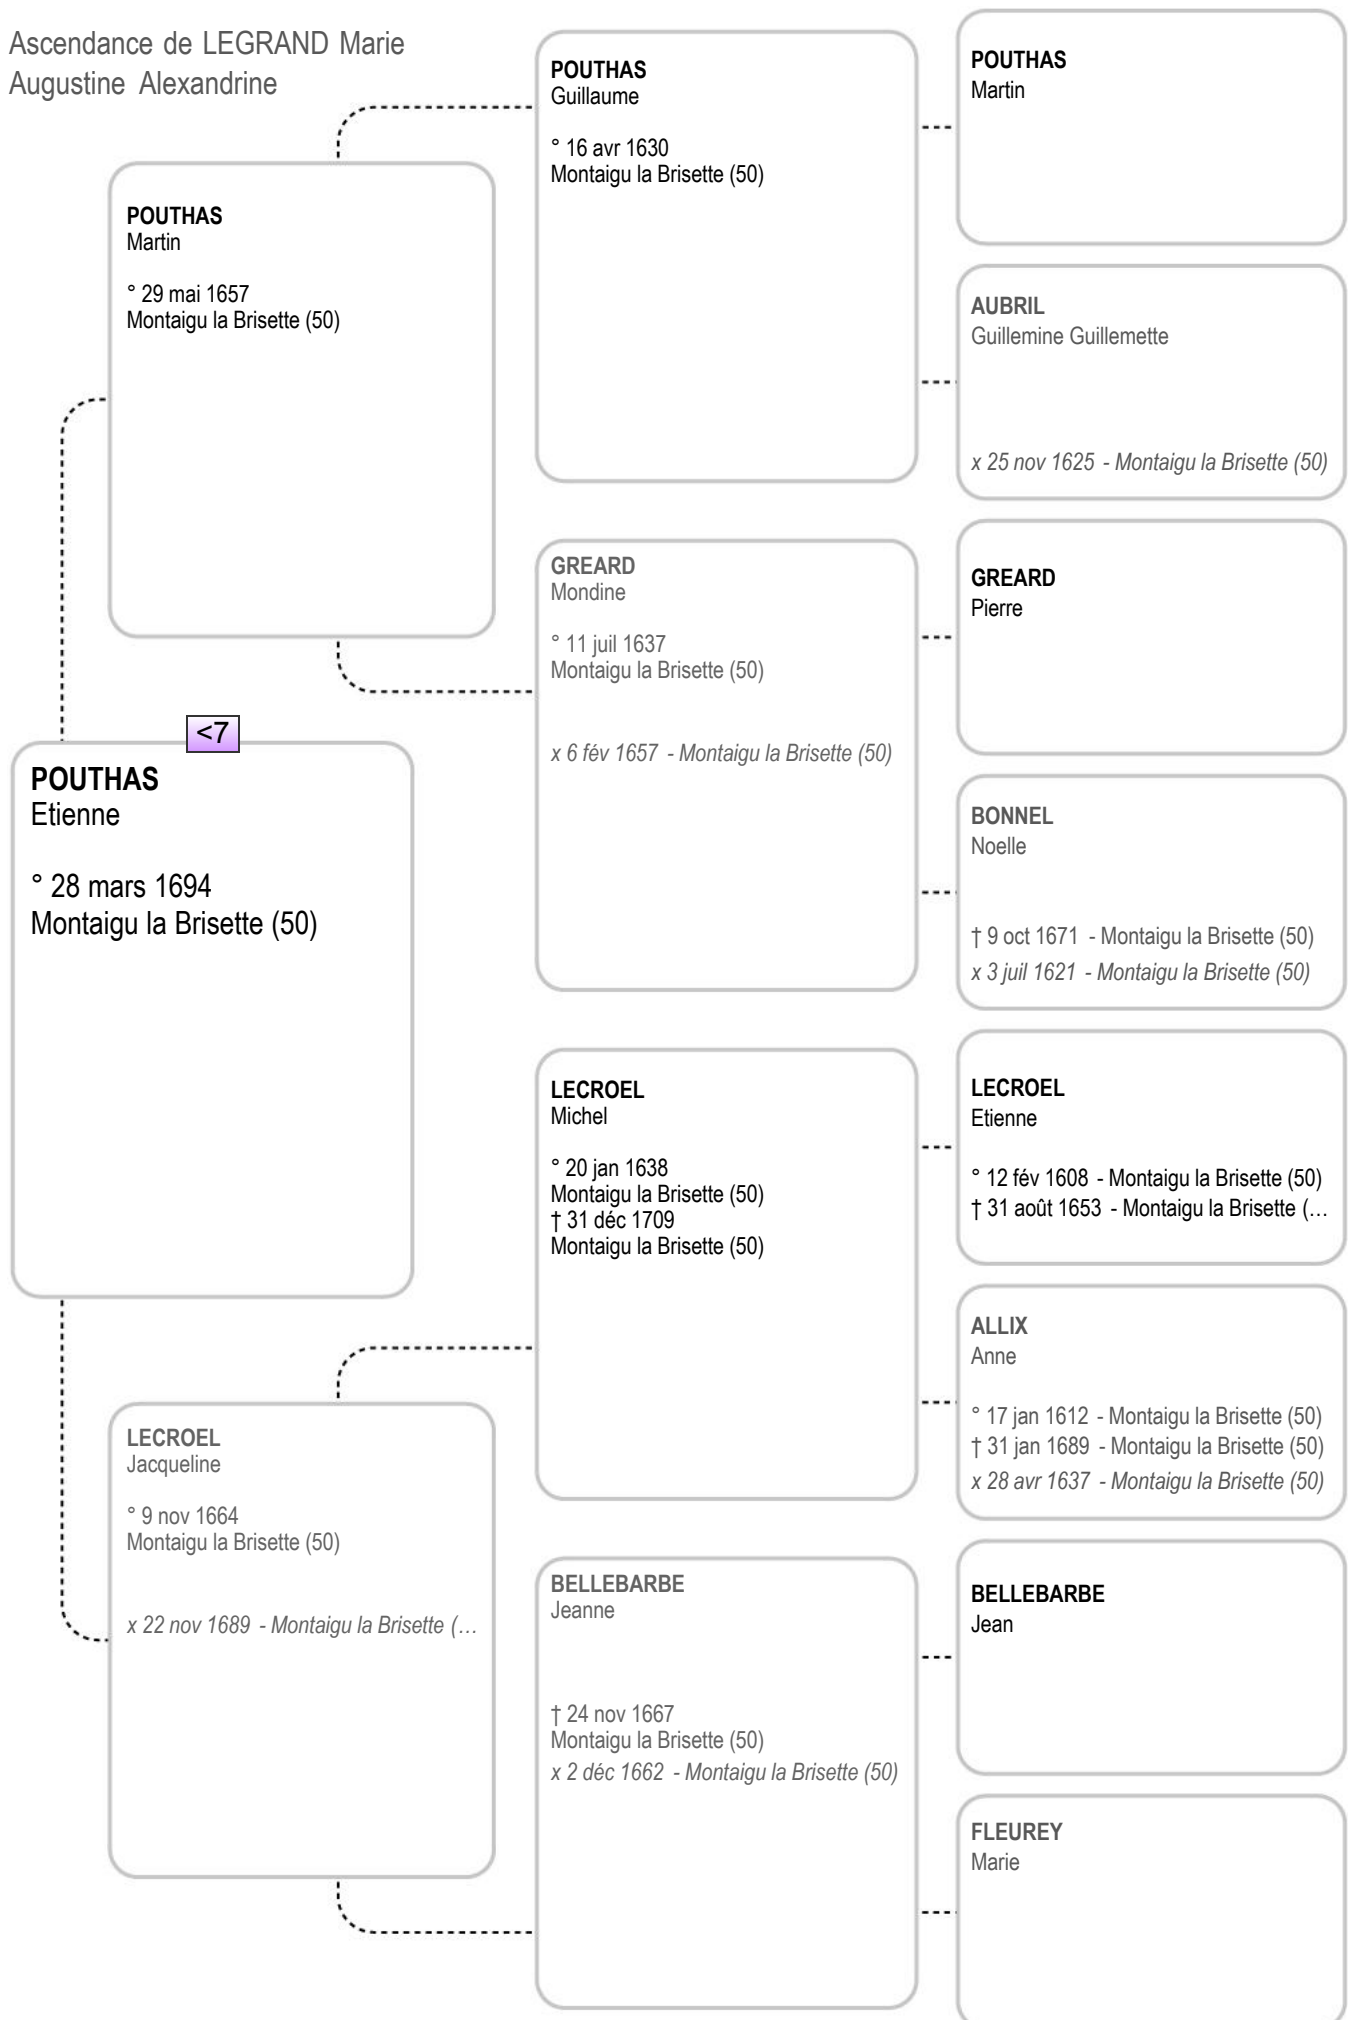 Ascendance de LEGRAND Marie
Augustine Alexandrine
POUTHAS
Guillaume
° 16 avr 1630
Montaigu la Brisette (50)
POUTHAS
Martin
POUTHAS
Martin
° 29 mai 1657
Montaigu la Brisette (50)
AUBRIL
Guillemine Guillemette
x 25 nov 1625 - Montaigu la Brisette (50)
GREARD
Mondine
° 11 juil 1637
Montaigu la Brisette (50)
x 6 fév 1657 - Montaigu la Brisette (50)
GREARD
Pierre
<7
POUTHAS
Etienne
° 28 mars 1694
Montaigu la Brisette (50)
BONNEL
Noelle
† 9 oct 1671 - Montaigu la Brisette (50)
x 3 juil 1621 - Montaigu la Brisette (50)
LECROEL
Michel
° 20 jan 1638
Montaigu la Brisette (50)
† 31 déc 1709
Montaigu la Brisette (50)
LECROEL
Etienne
° 12 fév 1608 - Montaigu la Brisette (50)
† 31 août 1653 - Montaigu la Brisette (…
ALLIX
Anne
° 17 jan 1612 - Montaigu la Brisette (50)
† 31 jan 1689 - Montaigu la Brisette (50)
x 28 avr 1637 - Montaigu la Brisette (50)
LECROEL
Jacqueline
° 9 nov 1664
Montaigu la Brisette (50)
x 22 nov 1689 - Montaigu la Brisette (…
BELLEBARBE
Jeanne
† 24 nov 1667
Montaigu la Brisette (50)
x 2 déc 1662 - Montaigu la Brisette (50)
BELLEBARBE
Jean
FLEUREY
Marie